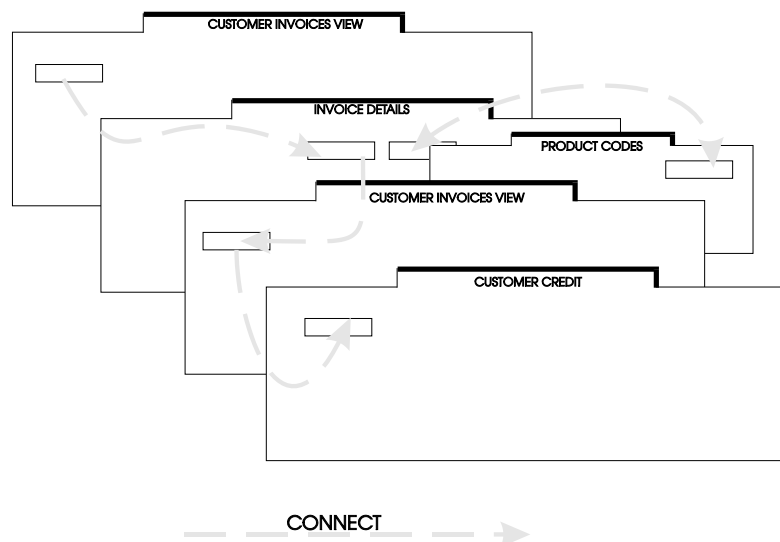 CUSTOMER INVOICES VIEW
INVOICE DETAILS
PRODUCT CODES
CUSTOMER INVOICES VIEW
CUSTOMER CREDIT
CONNECT